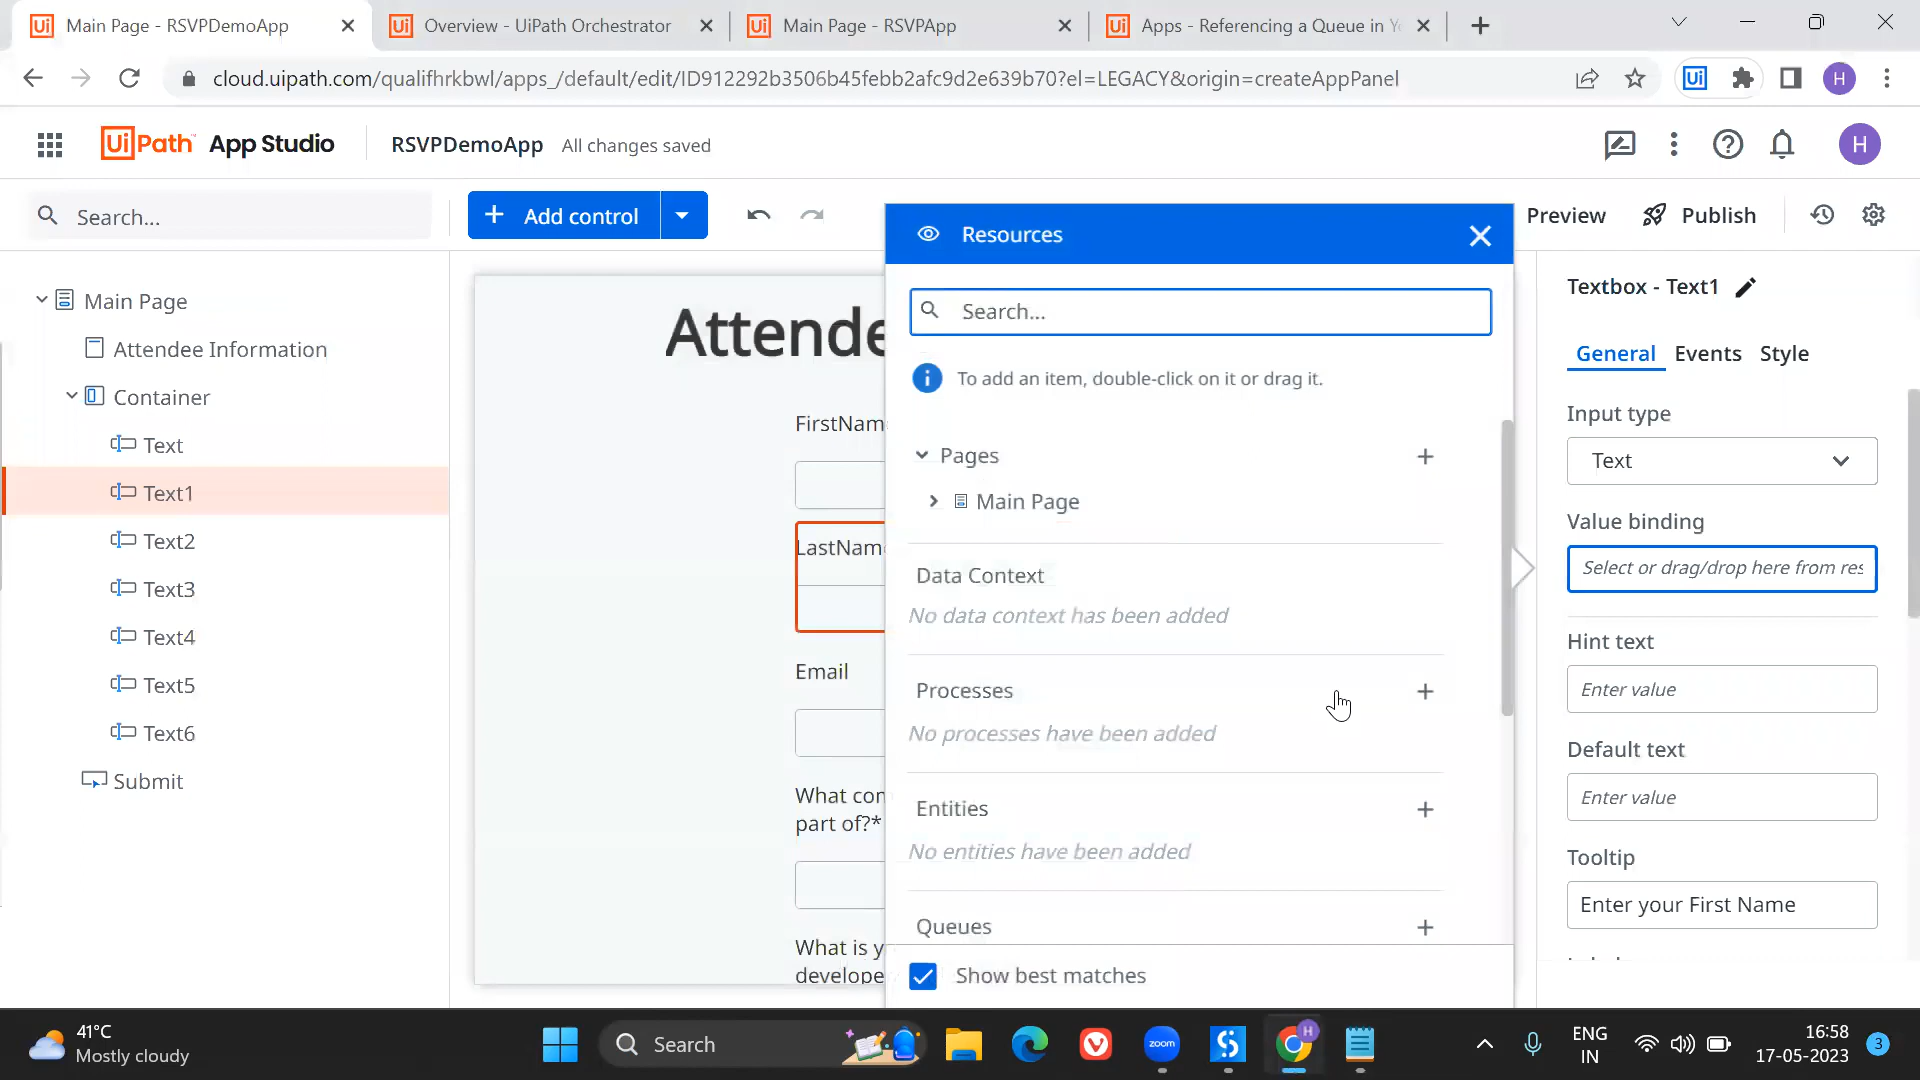 Main Page - RSVPDemoApp
Overview - UiPath Orchestrator
Main Page - RSVPApp
Apps - Referencing a Queue in Yo
cloud.uipath.com/qualifhrkbwl/apps_/default/edit/ID912292b3506b45febb2afc9d2e639b70?el=LEGACY&origin=createAppPanel
Ui
H
UiPath™ App Studio
RSVPDemoApp
All changes saved
H
Search...
+ Add control
Preview
Publish
Main Page
Attendee Information
Container
Text
Text1
Text2
Text3
Text4
Text5
Text6
Submit
Attende
FirstName
LastName
Email
What con
part of?*
What is y
develope
Resources
Search...
To add an item, double-click on it or drag it.
Pages
Main Page
Data Context
No data context has been added
Processes
No processes have been added
Entities
No entities have been added
Queues
Show best matches
Textbox - Text1
General Events Style
Input type
Text
Value binding
Select or drag/drop here from res
Hint text
Enter value
Default text
Enter value
Tooltip
Enter your First Name
41°C
Mostly cloudy
Search
zoom
H
ENG
IN
16:58
17-05-2023
3